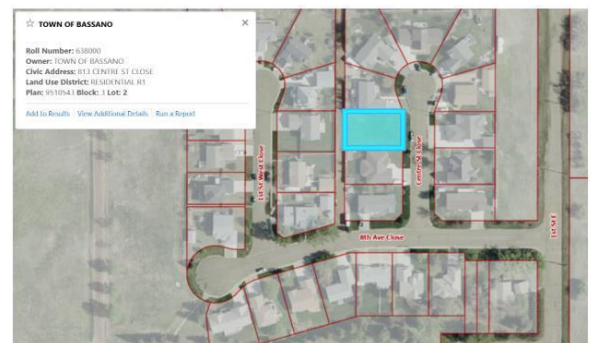 ☆ TOWN OF BASSANO ×
Roll Number: 638000
Owner: TOWN OF BASSANO
Civic Address: 813 CENTRE ST CLOSE
Land Use District: RESIDENTIAL R1
Plan: 9510543 Block: 3 Lot: 2
Add to Results View Additional Details Run a Report
1st St West Close
Centre St Close
8th Ave Close
1st St E